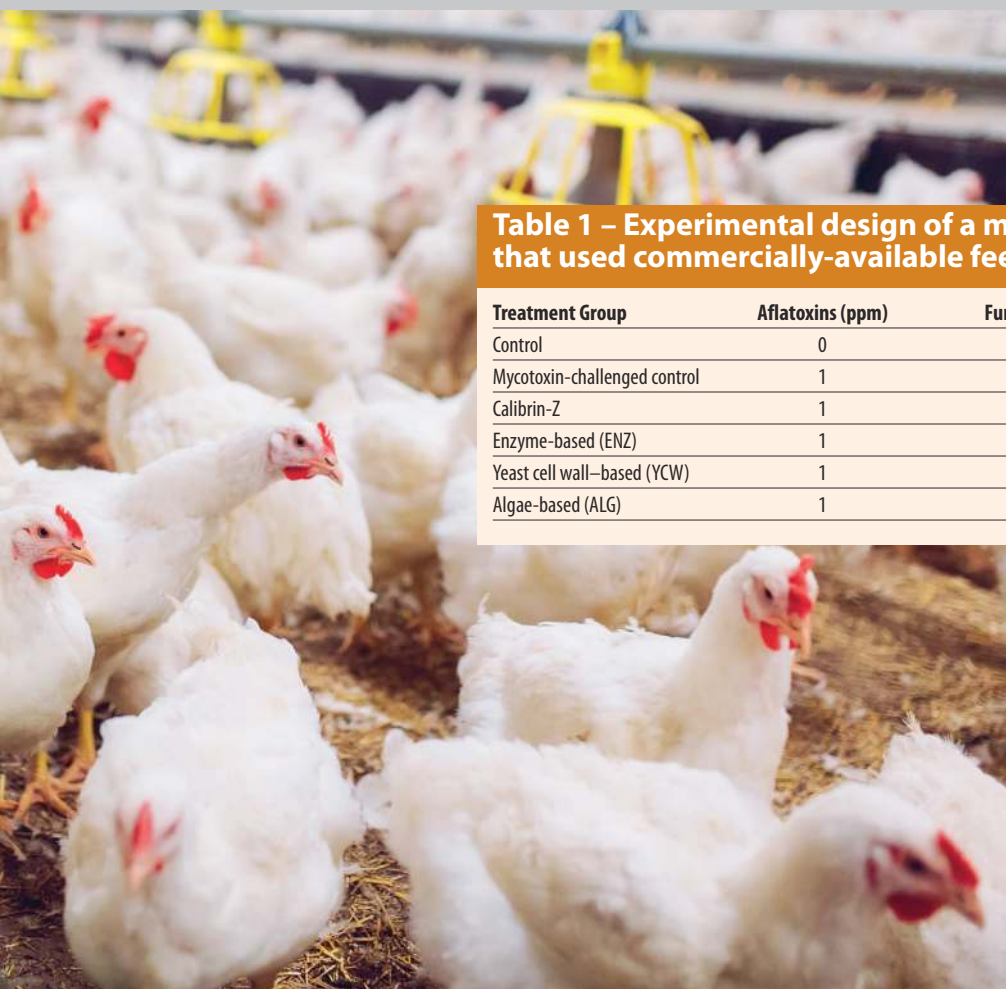 Table 1 – Experimental design of a m
that used commercially-available fee
Treatment Group Aflatoxins (ppm) Fu
Control 0
Mycotoxin-challenged control 1
Calibrin-Z 1
Enzyme-based (ENZ) 1
Yeast cell wall–based (YCW) 1
Algae-based (ALG) 1